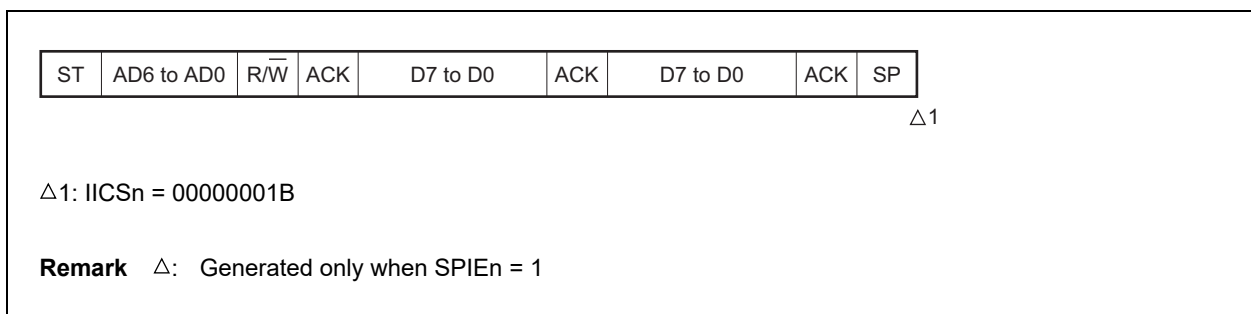 ST AD6 to AD0 R/W̅ ACK D7 to D0 ACK D7 to D0 ACK SP
△1
△1: IICSn = 00000001B
Remark △: Generated only when SPIEn = 1